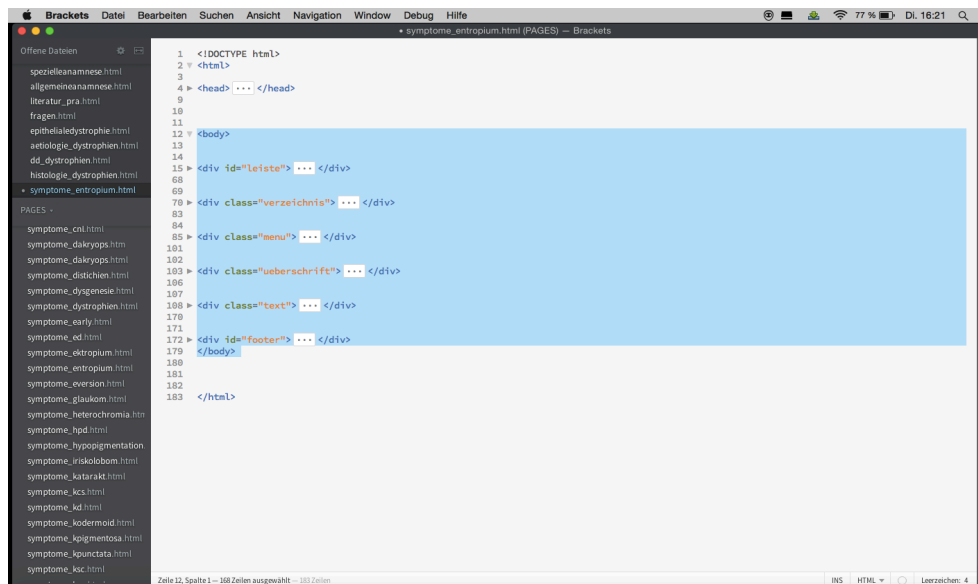 Brackets Datei Bearbeiten Suchen Ansicht Navigation Window Debug Hilfe 77 % Di. 16:21
• symptome_entropium.html (PAGES) — Brackets
Offene Dateien
spezielleanamnese.html
allgemeineanamnese.html
literatur_pra.html
fragen.html
epithelialedystrophie.html
aetiologie_dystrophien.html
dd_dystrophien.html
histologie_dystrophien.html
• symptome_entropium.html
PAGES
symptome_cnl.html
symptome_dakryops.htm
symptome_dakryops.html
symptome_distichien.html
symptome_dysgenesie.html
symptome_dystrophien.html
symptome_early.html
symptome_ed.html
symptome_ektropium.html
symptome_entropium.html
symptome_eversion.html
symptome_glaukom.html
symptome_heterochromia.htm
symptome_hpd.html
symptome_hypopigmentation.
symptome_iriskolobom.html
symptome_katarakt.html
symptome_kcs.html
symptome_kd.html
symptome_kodermoid.html
symptome_kpigmentosa.html
symptome_kpunctata.html
symptome_ksc.html
1 <!DOCTYPE html>
2 <html>
3
4 <head> ... </head>
9
10
11
12 <body>
13
14
15 <div id="leiste"> ... </div>
68
69
70 <div class="verzeichnis"> ... </div>
83
84
85 <div class="menu"> ... </div>
101
102
103 <div class="ueberschrift"> ... </div>
106
107
108 <div class="text"> ... </div>
170
171
172 <div id="footer"> ... </div>
179 </body>
180
181
182
183 </html>
Zeile 12, Spalte 1 — 168 Zeilen ausgewählt — 183 Zeilen INS HTML Leerzeichen: 4